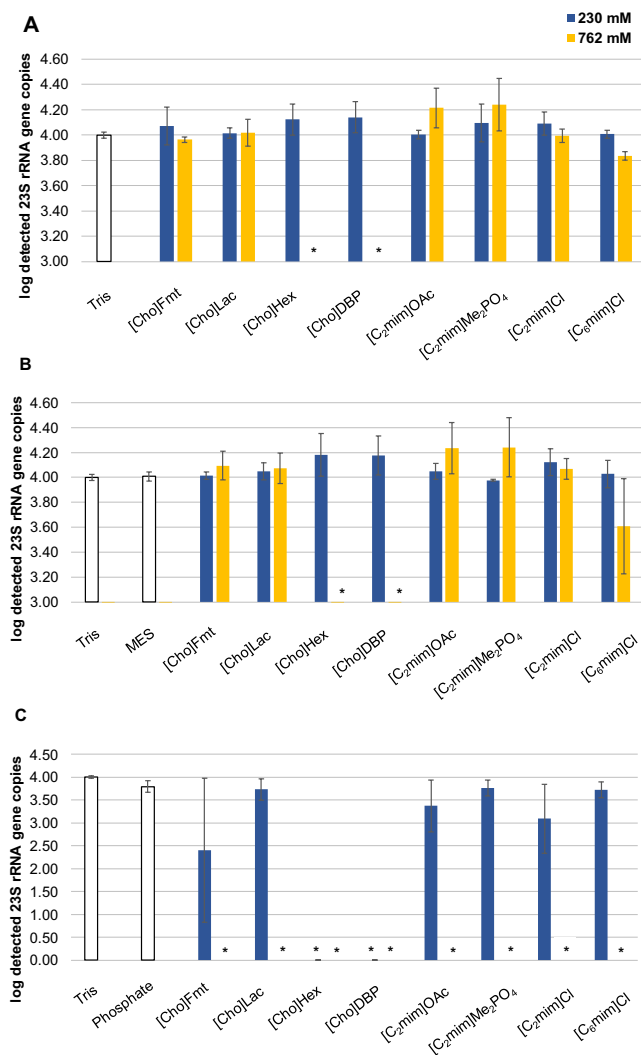 A
230 mM
762 mM
log detected 23S rRNA gene copies
4.60
4.40
4.20
4.00
3.80
3.60
3.40
3.20
3.00
* *
Tris [Cho]Fmt [Cho]Lac [Cho]Hex [Cho]DBP [C₂mim]OAc [C₂mim]Me₂PO₄ [C₂mim]Cl [C₆mim]Cl
B
log detected 23S rRNA gene copies
4.60
4.40
4.20
4.00
3.80
3.60
3.40
3.20
3.00
* *
Tris MES [Cho]Fmt [Cho]Lac [Cho]Hex [Cho]DBP [C₂mim]OAc [C₂mim]Me₂PO₄ [C₂mim]Cl [C₆mim]Cl
C
log detected 23S rRNA gene copies
4.50
4.00
3.50
3.00
2.50
2.00
1.50
1.00
0.50
0.00
* * * * * * * * * *
Tris Phosphate [Cho]Fmt [Cho]Lac [Cho]Hex [Cho]DBP [C₂mim]OAc [C₂mim]Me₂PO₄ [C₂mim]Cl [C₆mim]Cl